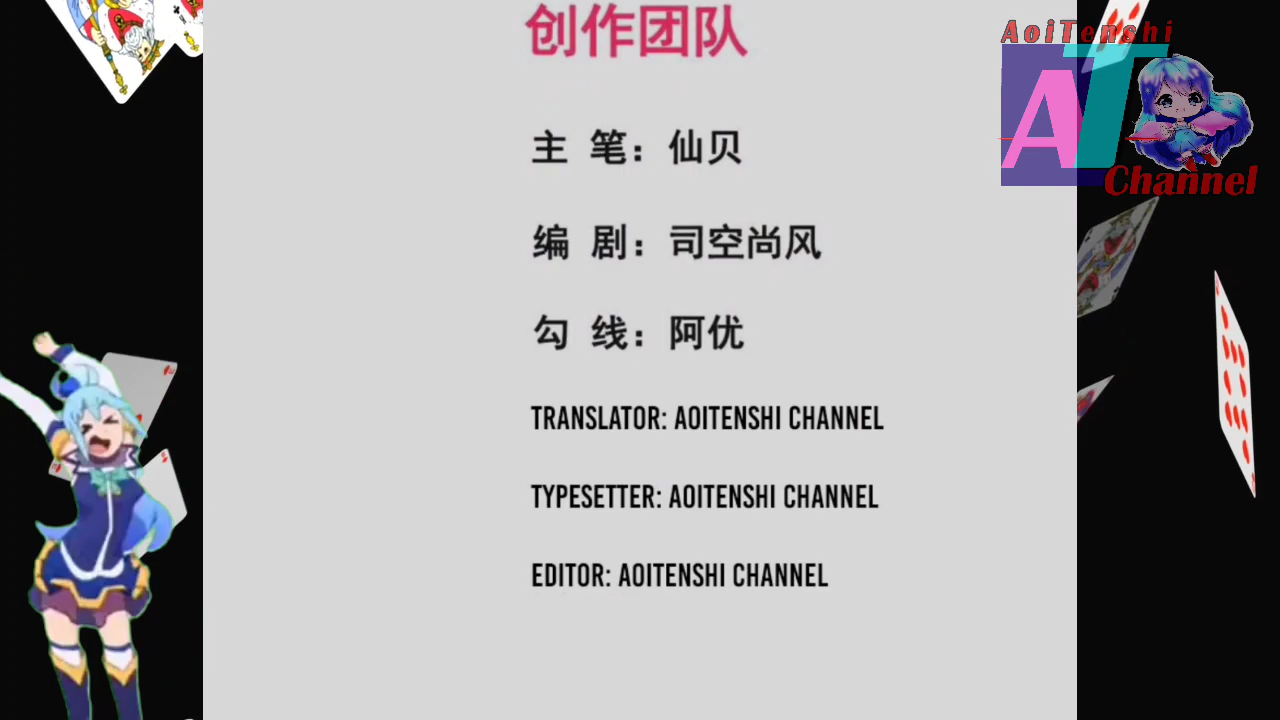 创作团队
AoiTenshi
AT
Channel
主 笔：仙贝
编 剧：司空尚风
勾 线：阿优
TRANSLATOR: AOITENSHI CHANNEL
TYPESETTER: AOITENSHI CHANNEL
EDITOR: AOITENSHI CHANNEL